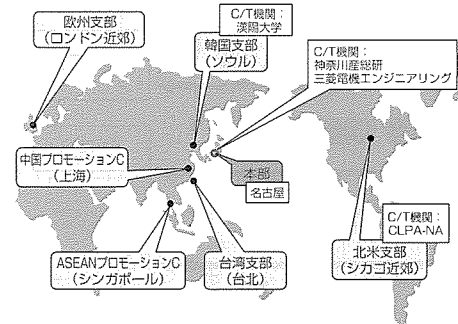 欧州支部
(ロンドン近郊)
C/T機関：
漢陽大学
韓国支部
(ソウル)
C/T機関：
神奈川産総研
三菱電機エンジニアリング
中国プロモーションC
(上海)
本部
名古屋
ASEANプロモーションC
(シンガポール)
台湾支部
(台北)
C/T機関：
CLPA-NA
北米支部
(シカゴ近郊)